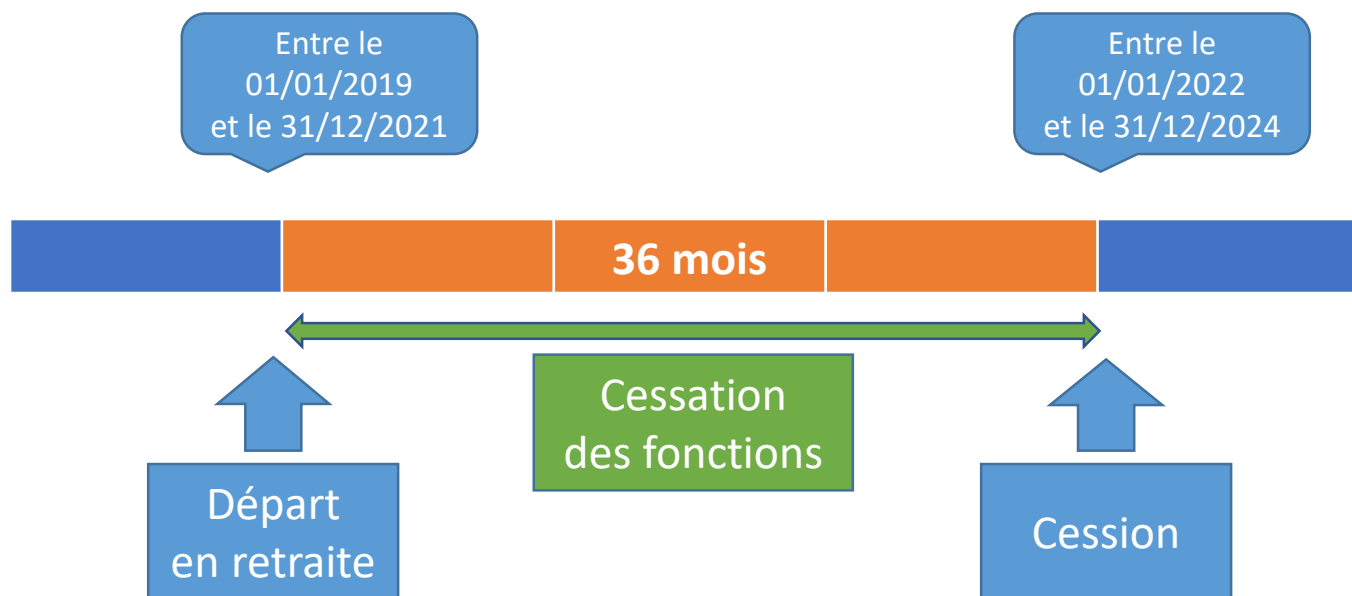 Entre le
01/01/2019
et le 31/12/2021
Entre le
01/01/2022
et le 31/12/2024
36 mois
Cessation
des fonctions
Départ
en retraite
Cession